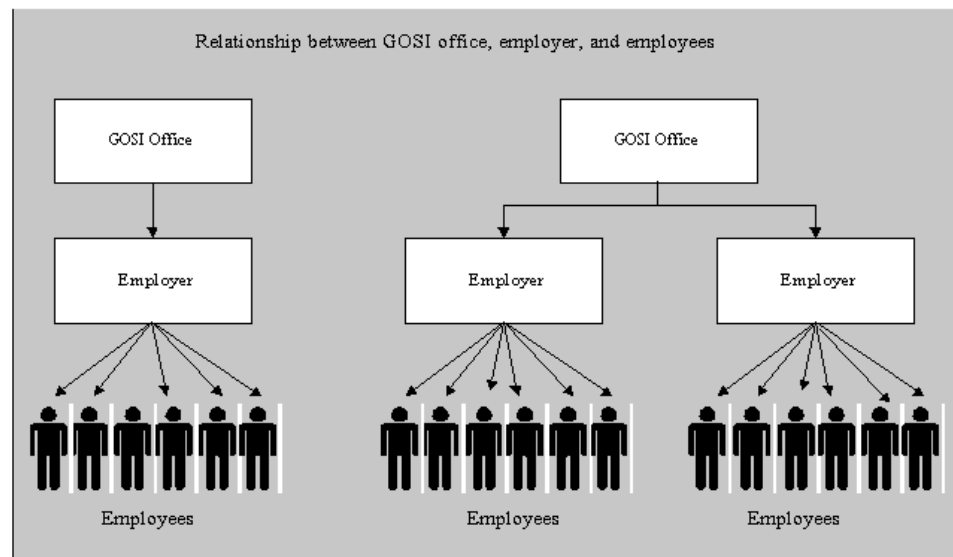 Relationship between GOSI office, employer, and employees
GOSI Office
GOSI Office
Employer
Employer
Employer
Employees
Employees
Employees